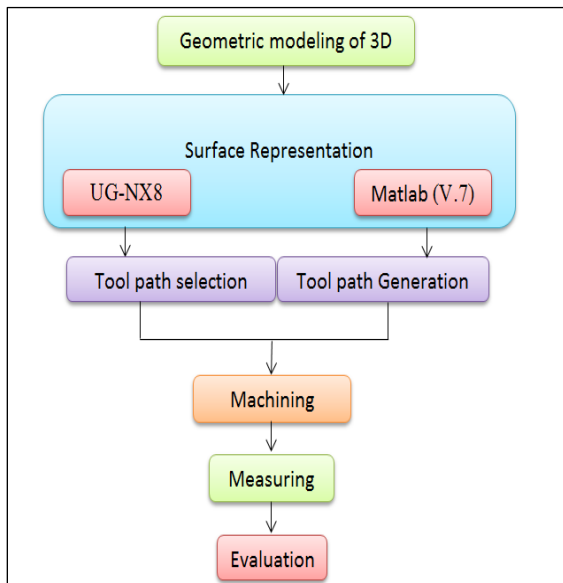 Geometric modeling of 3D
Surface Representation
UG-NX8
Matlab (V.7)
Tool path selection
Tool path Generation
Machining
Measuring
Evaluation